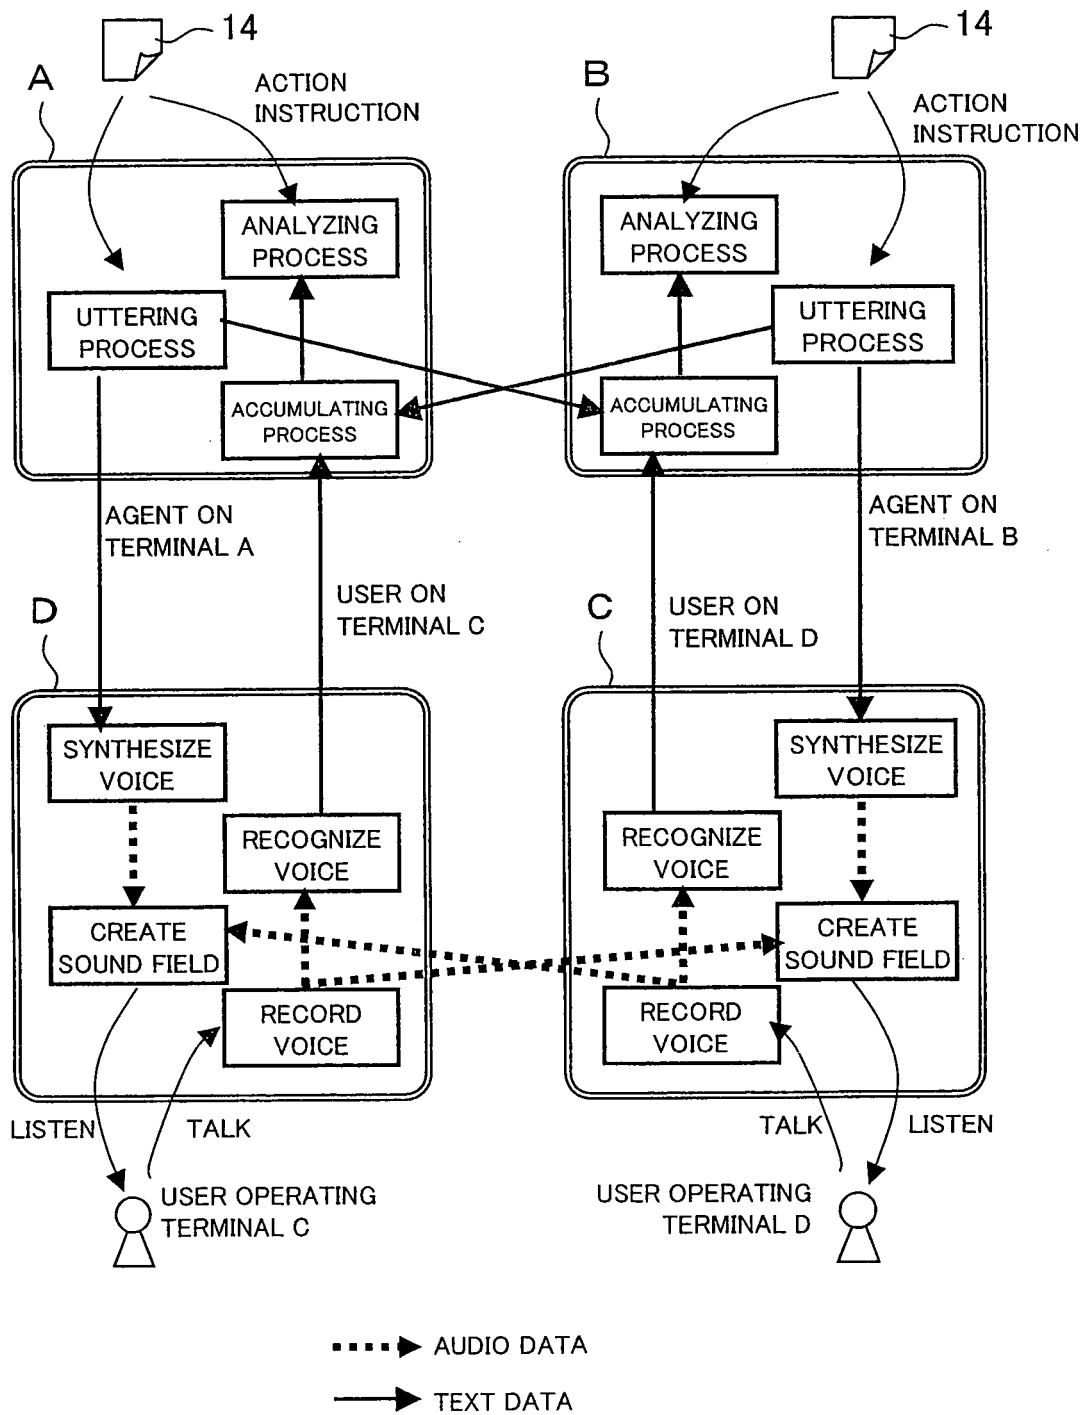 14
14
A
B
ACTION
INSTRUCTION
ACTION
INSTRUCTION
ANALYZING
PROCESS
ANALYZING
PROCESS
UTTERING
PROCESS
UTTERING
PROCESS
ACCUMULATING
PROCESS
ACCUMULATING
PROCESS
AGENT ON
TERMINAL A
AGENT ON
TERMINAL B
USER ON
TERMINAL C
USER ON
TERMINAL D
D
C
SYNTHESIZE
VOICE
SYNTHESIZE
VOICE
RECOGNIZE
VOICE
RECOGNIZE
VOICE
CREATE
SOUND FIELD
CREATE
SOUND FIELD
RECORD
VOICE
RECORD
VOICE
LISTEN
TALK
TALK
LISTEN
USER OPERATING
TERMINAL C
USER OPERATING
TERMINAL D
AUDIO DATA
TEXT DATA